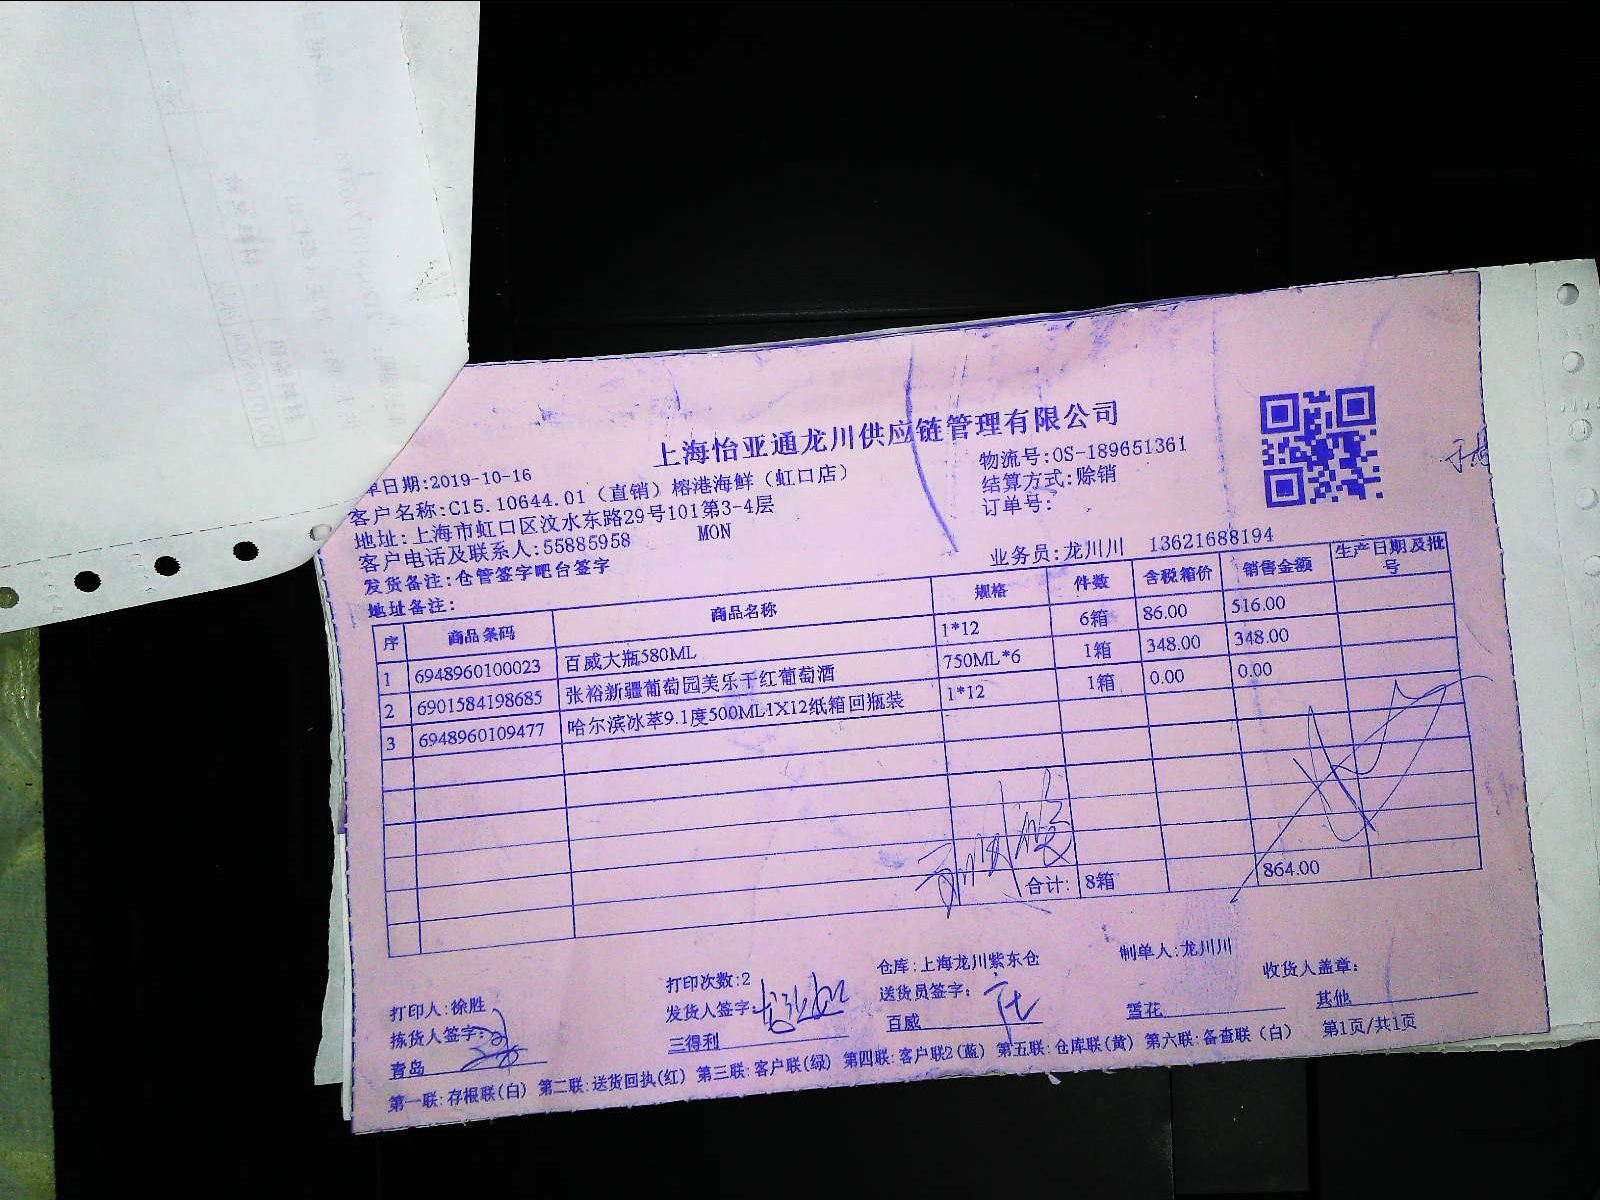 上海怡亚通龙川供应链管理有限公司
单日期:2019-10-16
物流号:OS-189651361
客户名称:C15.10644.01（直销）榕港海鲜（虹口店）
结算方式:赊销
地址:上海市虹口区汶水东路29号101第3-4层
订单号:
客户电话及联系人:55885958 MON
业务员:龙川川 13621688194
发货备注:仓管签字吧台签字
地址备注:
序 商品条码 商品名称 规格 件数 含税箱价 销售金额 生产日期及批号
1 6948960100023 百威大瓶580ML 1*12 6箱 86.00 516.00
2 6901584198685 张裕新疆葡萄园美乐干红葡萄酒 750ML*6 1箱 348.00 348.00
3 6948960109477 哈尔滨冰萃9.1度500ML1X12纸箱回瓶装 1*12 1箱 0.00 0.00
合计: 8箱 864.00
打印人:徐胜 打印次数:2 仓库:上海龙川紫东仓 制单人:龙川川 收货人盖章:
拣货人签字: 发货人签字: 送货员签字:
青岛 三得利 百威 雪花 其他
第一联:存根联(白) 第二联:送货回执(红) 第三联:客户联(绿) 第四联:客户联2(蓝) 第五联:仓库联(黄) 第六联:备查联(白) 第1页/共1页